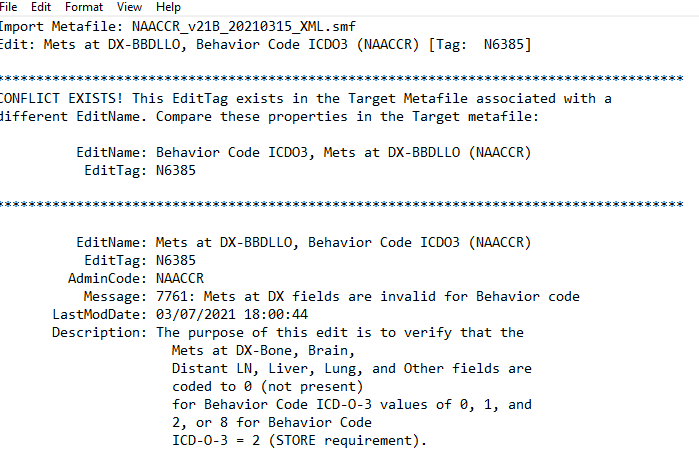 File Edit Format View Help
Import Metafile: NAACCR_v21B_20210315_XML.smf
Edit: Mets at DX-BBDLLO, Behavior Code ICDO3 (NAACCR) [Tag:  N6385]
**************************************************************************************
CONFLICT EXISTS! This EditTag exists in the Target Metafile associated with a
different EditName. Compare these properties in the Target metafile:
EditName: Behavior Code ICDO3, Mets at DX-BBDLLO (NAACCR)
EditTag: N6385
**************************************************************************************
EditName: Mets at DX-BBDLLO, Behavior Code ICDO3 (NAACCR)
EditTag: N6385
AdminCode: NAACCR
Message: 7761: Mets at DX fields are invalid for Behavior code
LastModDate: 03/07/2021 18:00:44
Description: The purpose of this edit is to verify that the
Mets at DX-Bone, Brain,
Distant LN, Liver, Lung, and Other fields are
coded to 0 (not present)
for Behavior Code ICD-O-3 values of 0, 1, and
2, or 8 for Behavior Code
ICD-O-3 = 2 (STORE requirement).